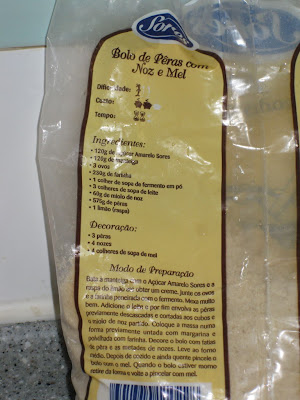 Sores
Bolo de Pêras com
Noz e Mel
Dificuldade:
Custo:
Tempo:
Ingredientes:
• 120g de Açúcar Amarelo Sores
• 125g de manteiga
• 3 ovos
• 250g de farinha
• 1 colher de sopa de fermento em pó
• 3 colheres de sopa de leite
• 60g de miolo de noz
• 575g de pêras
• 1 limão (raspa)
Decoração:
• 3 pêras
• 4 nozes
• 4 colheres de sopa de mel
Modo de Preparação
Bata a manteiga com o Açúcar Amarelo Sores e a
raspa do limão até obter um creme. Junte os ovos
e a farinha peneirada com o fermento. Mexa muito
bem. Adicione o leite e por fim envolva as pêras
previamente descascadas e cortadas aos cubos e
o miolo de noz partido. Coloque a massa numa
forma previamente untada com margarina e
polvilhada com farinha. Decore o bolo com fatias
de pêra e as metades de nozes. Leve ao forno
médio. Depois de cozido e ainda quente pincele o
bolo com o mel. Quando o bolo estiver morno
retire da forma e volte a pincelar com mel.